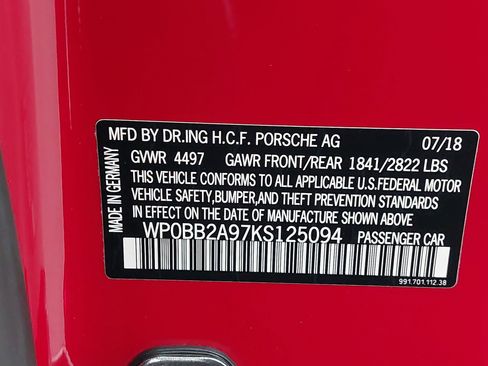 MFD BY DR.ING H.C.F. PORSCHE AG 07/18
GVWR 4497 GAWR FRONT/REAR 1841/2822 LBS
THIS VEHICLE CONFORMS TO ALL APPLICABLE U.S.FEDERAL MOTOR
VEHICLE SAFETY,BUMPER,AND THEFT PREVENTION STANDARDS
IN EFFECT ON THE DATE OF MANUFACTURE SHOWN ABOVE
WP0BB2A97KS125094 PASSENGER CAR
991.701.112.38
MADE IN GERMANY